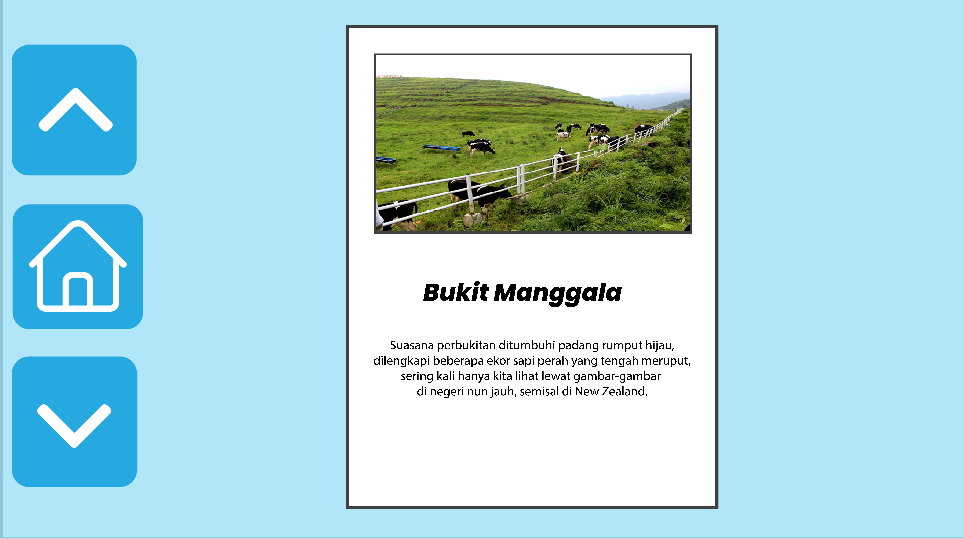 Bukit Manggala
Suasana perbukitan ditumbuhi padang rumput hijau,
dilengkapi beberapa ekor sapi perah yang tengah meruput,
sering kali hanya kita lihat lewat gambar-gambar
di negeri nun jauh, semisal di New Zealand.